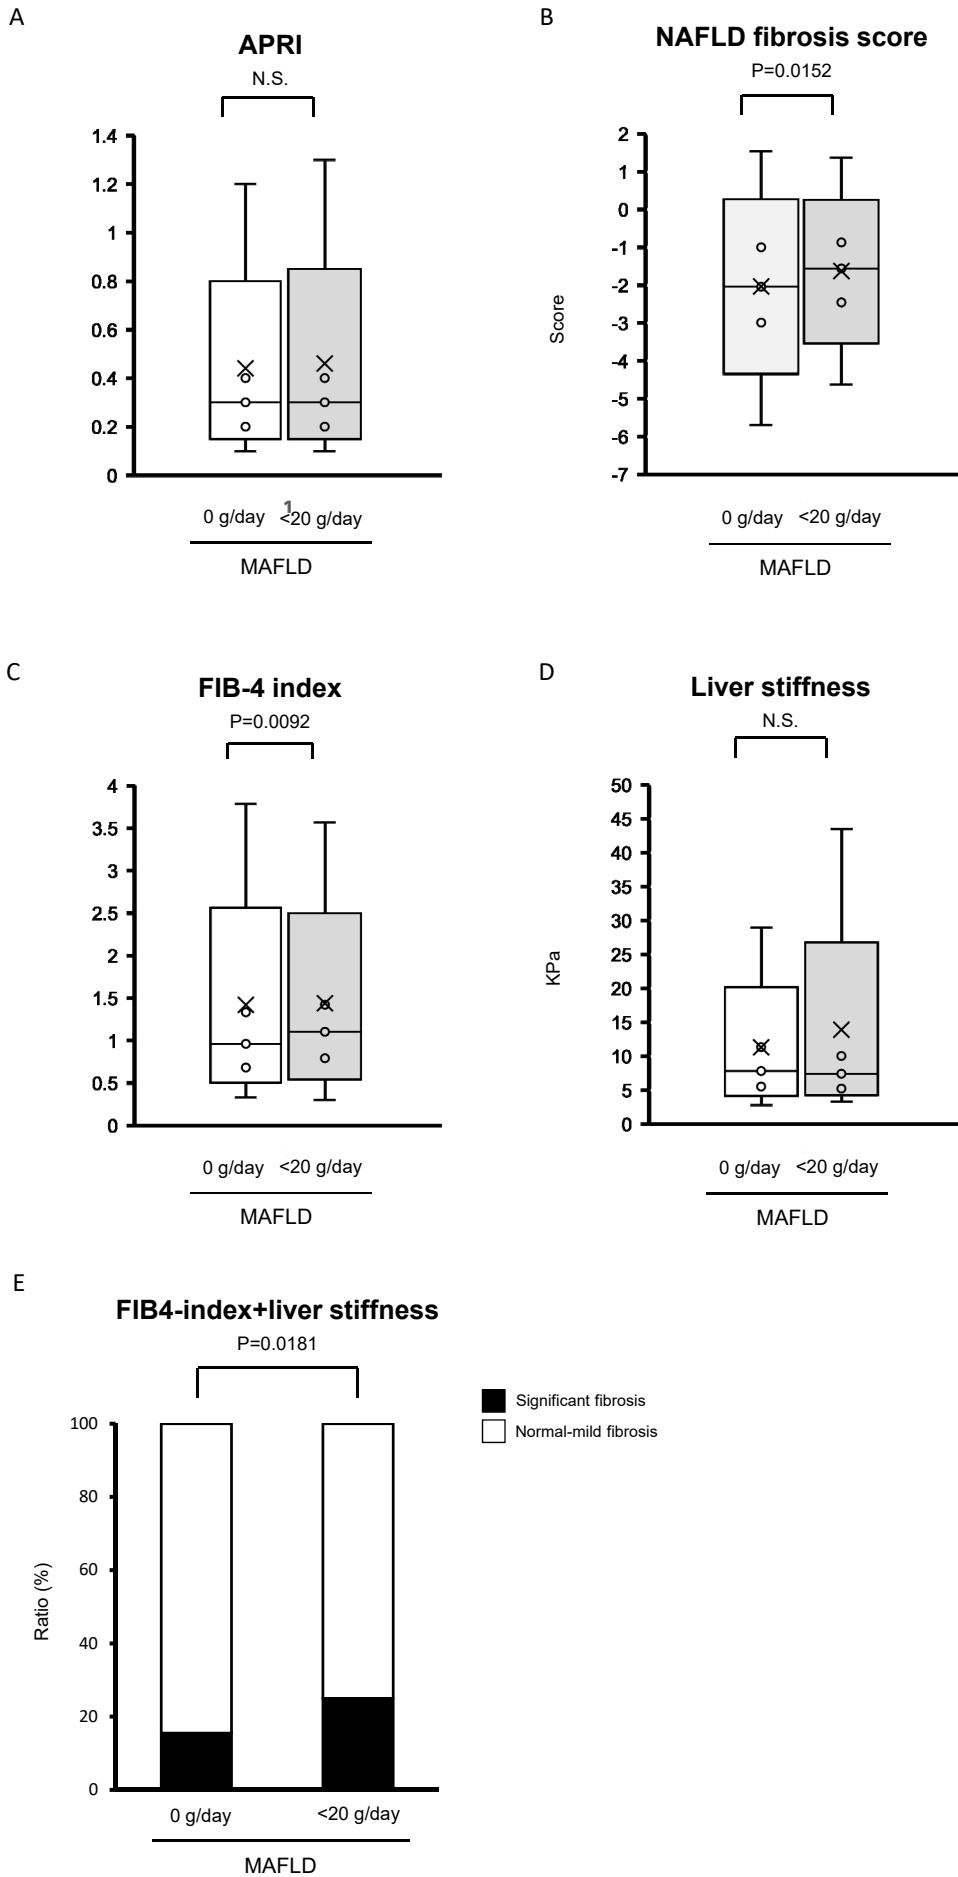 A
APRI
N.S.
1.4
1.2
1
0.8
0.6
0.4
0.2
0
1
0 g/day <20 g/day
MAFLD
B
NAFLD fibrosis score
P=0.0152
Score
2
1
0
-1
-2
-3
-4
-5
-6
-7
0 g/day <20 g/day
MAFLD
C
FIB-4 index
P=0.0092
4
3.5
3
2.5
2
1.5
1
0.5
0
0 g/day <20 g/day
MAFLD
D
Liver stiffness
N.S.
KPa
50
45
40
35
30
25
20
15
10
5
0
0 g/day <20 g/day
MAFLD
E
FIB4-index+liver stiffness
P=0.0181
Significant fibrosis
Normal-mild fibrosis
Ratio (%)
100
80
60
40
20
0
0 g/day <20 g/day
MAFLD